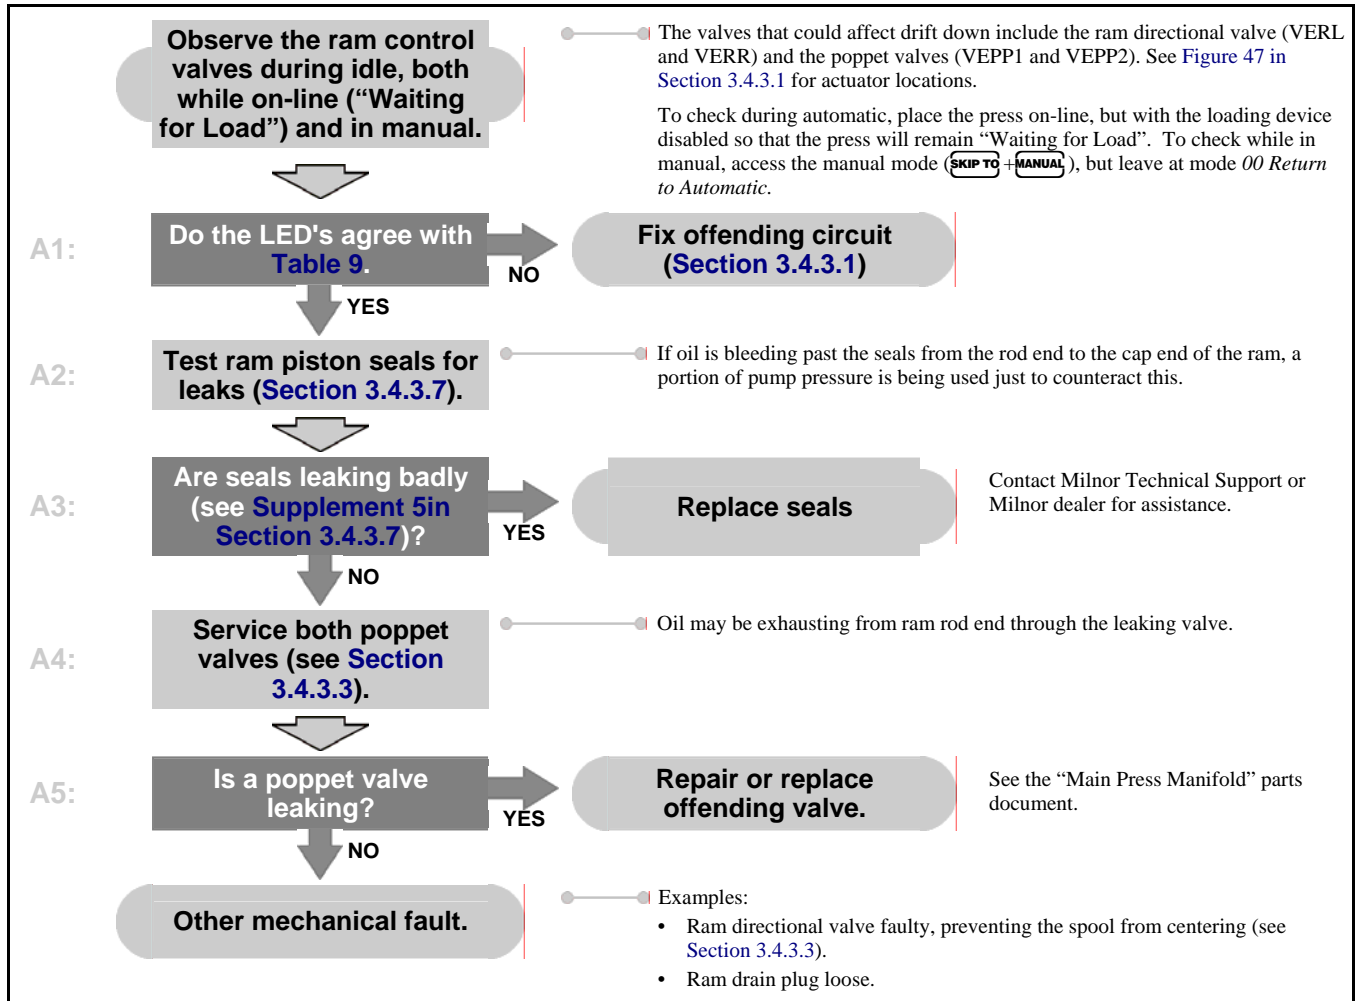 Observe the ram control
valves during idle, both
while on-line (“Waiting
for Load”) and in manual.
The valves that could affect drift down include the ram directional valve (VERL
and VERR) and the poppet valves (VEPP1 and VEPP2). See Figure 47 in
Section 3.4.3.1 for actuator locations.
To check during automatic, place the press on-line, but with the loading device
disabled so that the press will remain “Waiting for Load”. To check while in
manual, access the manual mode (SKIP TO + MANUAL), but leave at mode 00 Return
to Automatic.
A1:
Do the LED's agree with
Table 9.
NO
Fix offending circuit
(Section 3.4.3.1)
YES
A2:
Test ram piston seals for
leaks (Section 3.4.3.7).
If oil is bleeding past the seals from the rod end to the cap end of the ram, a
portion of pump pressure is being used just to counteract this.
A3:
Are seals leaking badly
(see Supplement 5in
Section 3.4.3.7)?
YES
Replace seals
Contact Milnor Technical Support or
Milnor dealer for assistance.
NO
A4:
Service both poppet
valves (see Section
3.4.3.3).
Oil may be exhausting from ram rod end through the leaking valve.
A5:
Is a poppet valve
leaking?
YES
Repair or replace
offending valve.
See the “Main Press Manifold” parts
document.
NO
Other mechanical fault.
Examples:
• Ram directional valve faulty, preventing the spool from centering (see
Section 3.4.3.3).
• Ram drain plug loose.